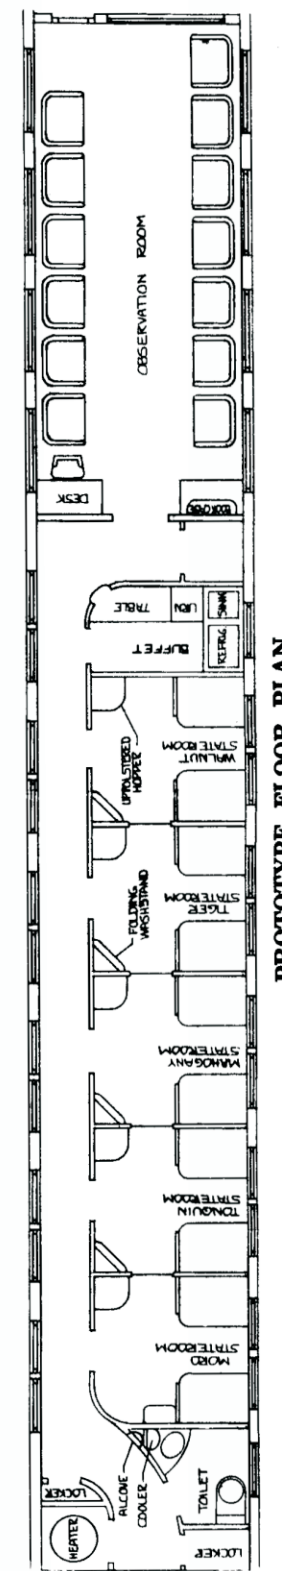 OBSERVATION ROOM
DESK
BOOKCASE
TABLE
URN
SINK
BUFFET
REFRIG
UPHOLSTERED
HOPPER
WALNUT
STATEROOM
FOLDING
WASHSTAND
TIGER
STATEROOM
MAHOGANY
STATEROOM
TONQUIN
STATEROOM
MORO
STATEROOM
ALCOVE
COOLER
LOCKER
HEATER
TOILET
LOCKER
PROTOTYPE FLOOR PLAN